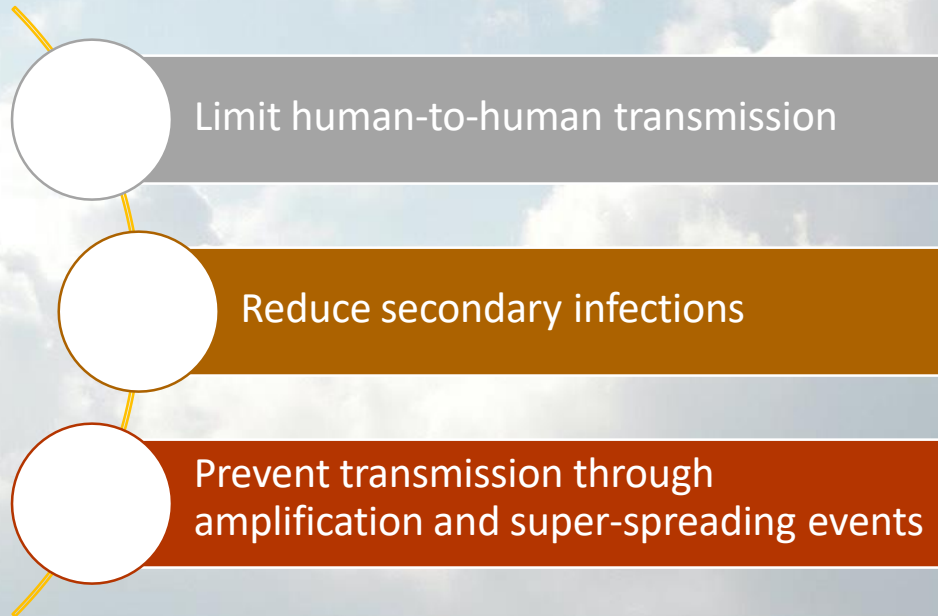 Limit human-to-human transmission
Reduce secondary infections
Prevent transmission through
amplification and super-spreading events